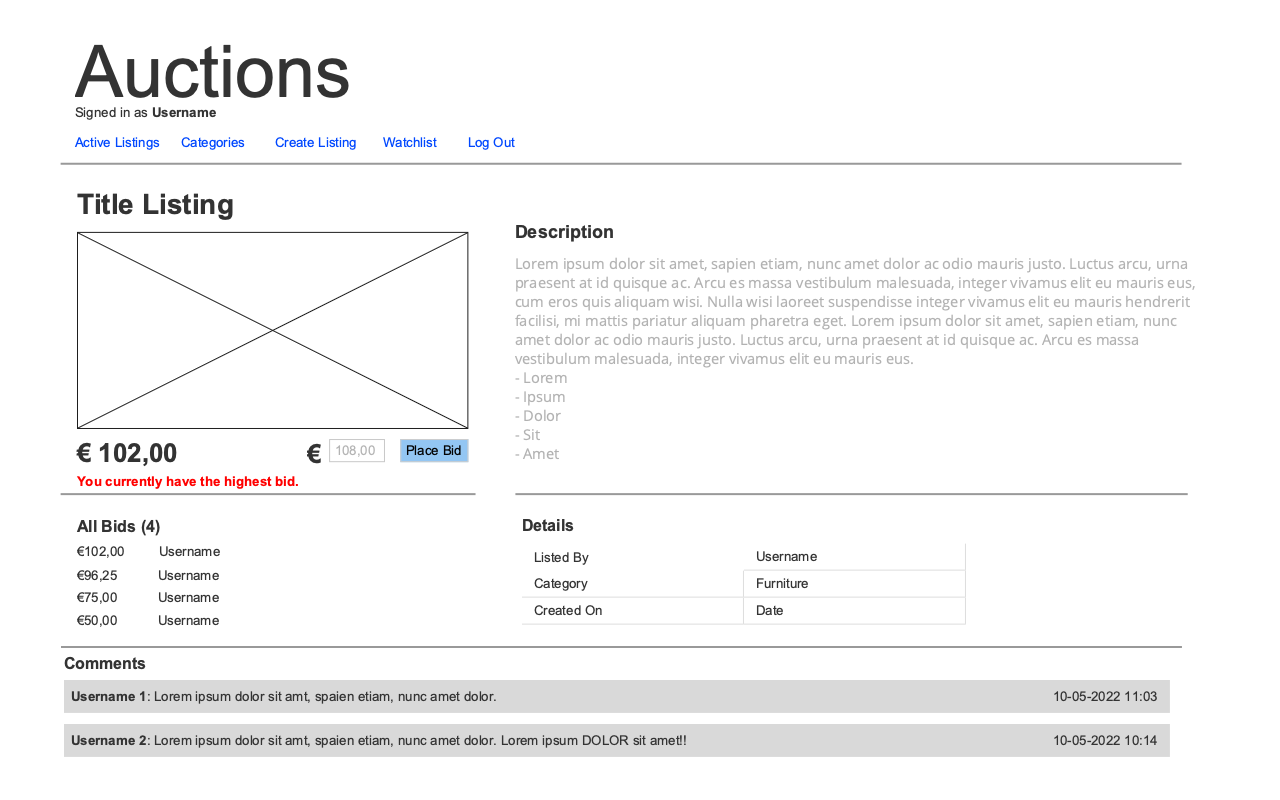 Auctions
Signed in as Username
Active Listings Categories Create Listing Watchlist Log Out
Title Listing
€ 102,00 € 108,00 Place Bid
You currently have the highest bid.
Description
Lorem ipsum dolor sit amet, sapien etiam, nunc amet dolor ac odio mauris justo. Luctus arcu, urna
praesent at id quisque ac. Arcu es massa vestibulum malesuada, integer vivamus elit eu mauris eus,
cum eros quis aliquam wisi. Nulla wisi laoreet suspendisse integer vivamus elit eu mauris hendrerit
facilisi, mi mattis pariatur aliquam pharetra eget. Lorem ipsum dolor sit amet, sapien etiam, nunc
amet dolor ac odio mauris justo. Luctus arcu, urna praesent at id quisque ac. Arcu es massa
vestibulum malesuada, integer vivamus elit eu mauris eus.
- Lorem
- Ipsum
- Dolor
- Sit
- Amet
All Bids (4)
€102,00 Username
€96,25 Username
€75,00 Username
€50,00 Username
Details
Listed By Username
Category Furniture
Created On Date
Comments
Username 1: Lorem ipsum dolor sit amt, spaien etiam, nunc amet dolor. 10-05-2022 11:03
Username 2: Lorem ipsum dolor sit amt, spaien etiam, nunc amet dolor. Lorem ipsum DOLOR sit amet!! 10-05-2022 10:14